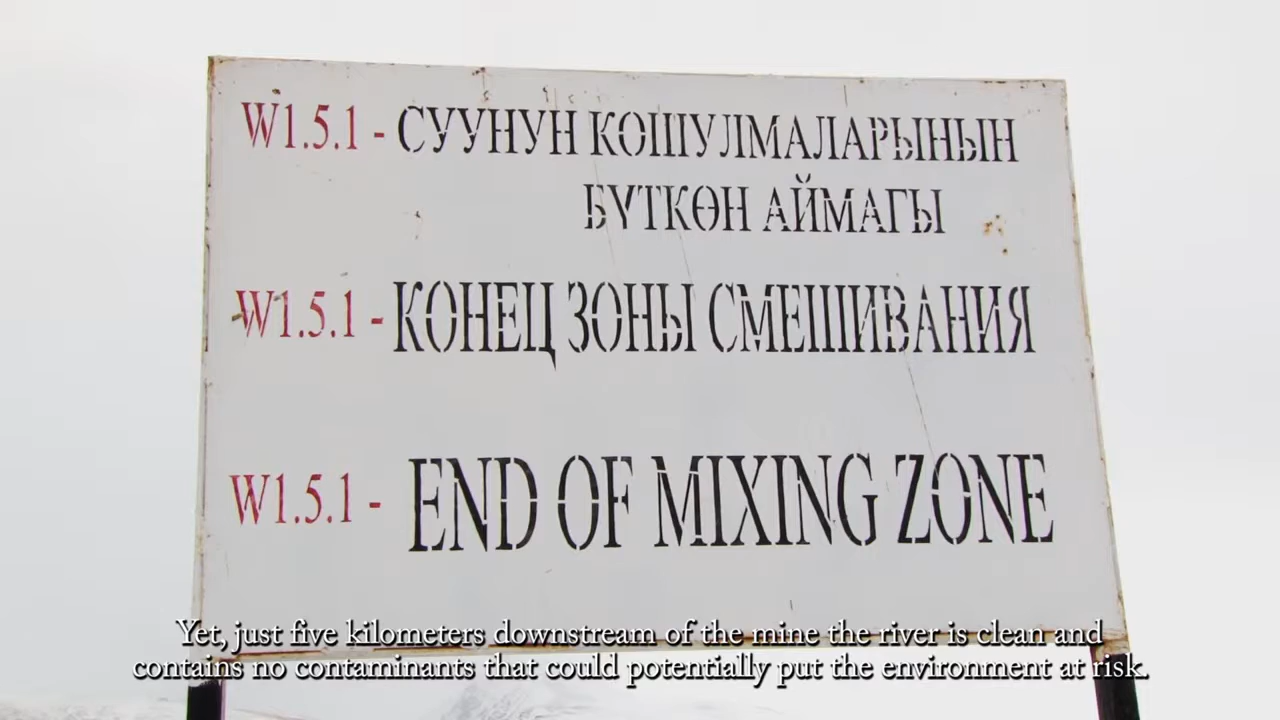 W1.5.1 - СУУНУН КОШУЛМАЛАРЫНЫН
БҮТКӨН АЙМАГЫ
W1.5.1 - КОНЕЦ ЗОНЫ СМЕШИВАНИЯ
W1.5.1 - END OF MIXING ZONE
Yet, just five kilometers downstream of the mine the river is clean and
contains no contaminants that could potentially put the environment at risk.